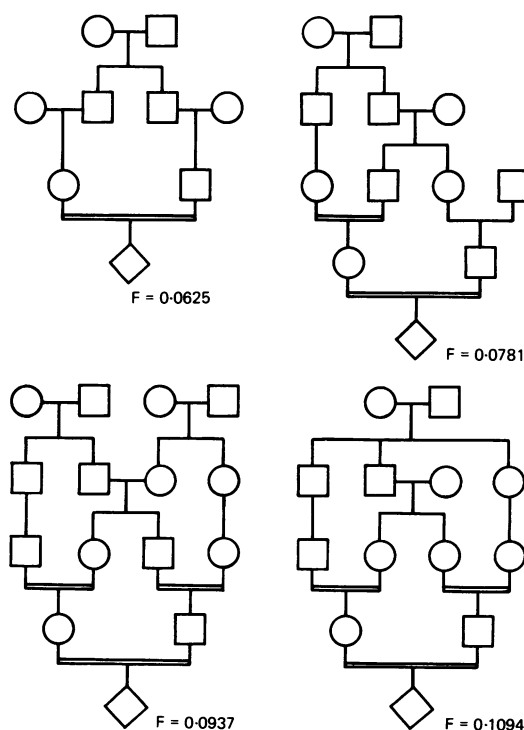 F = 0·0625
F = 0·0781
F = 0·0937
F = 0·1094